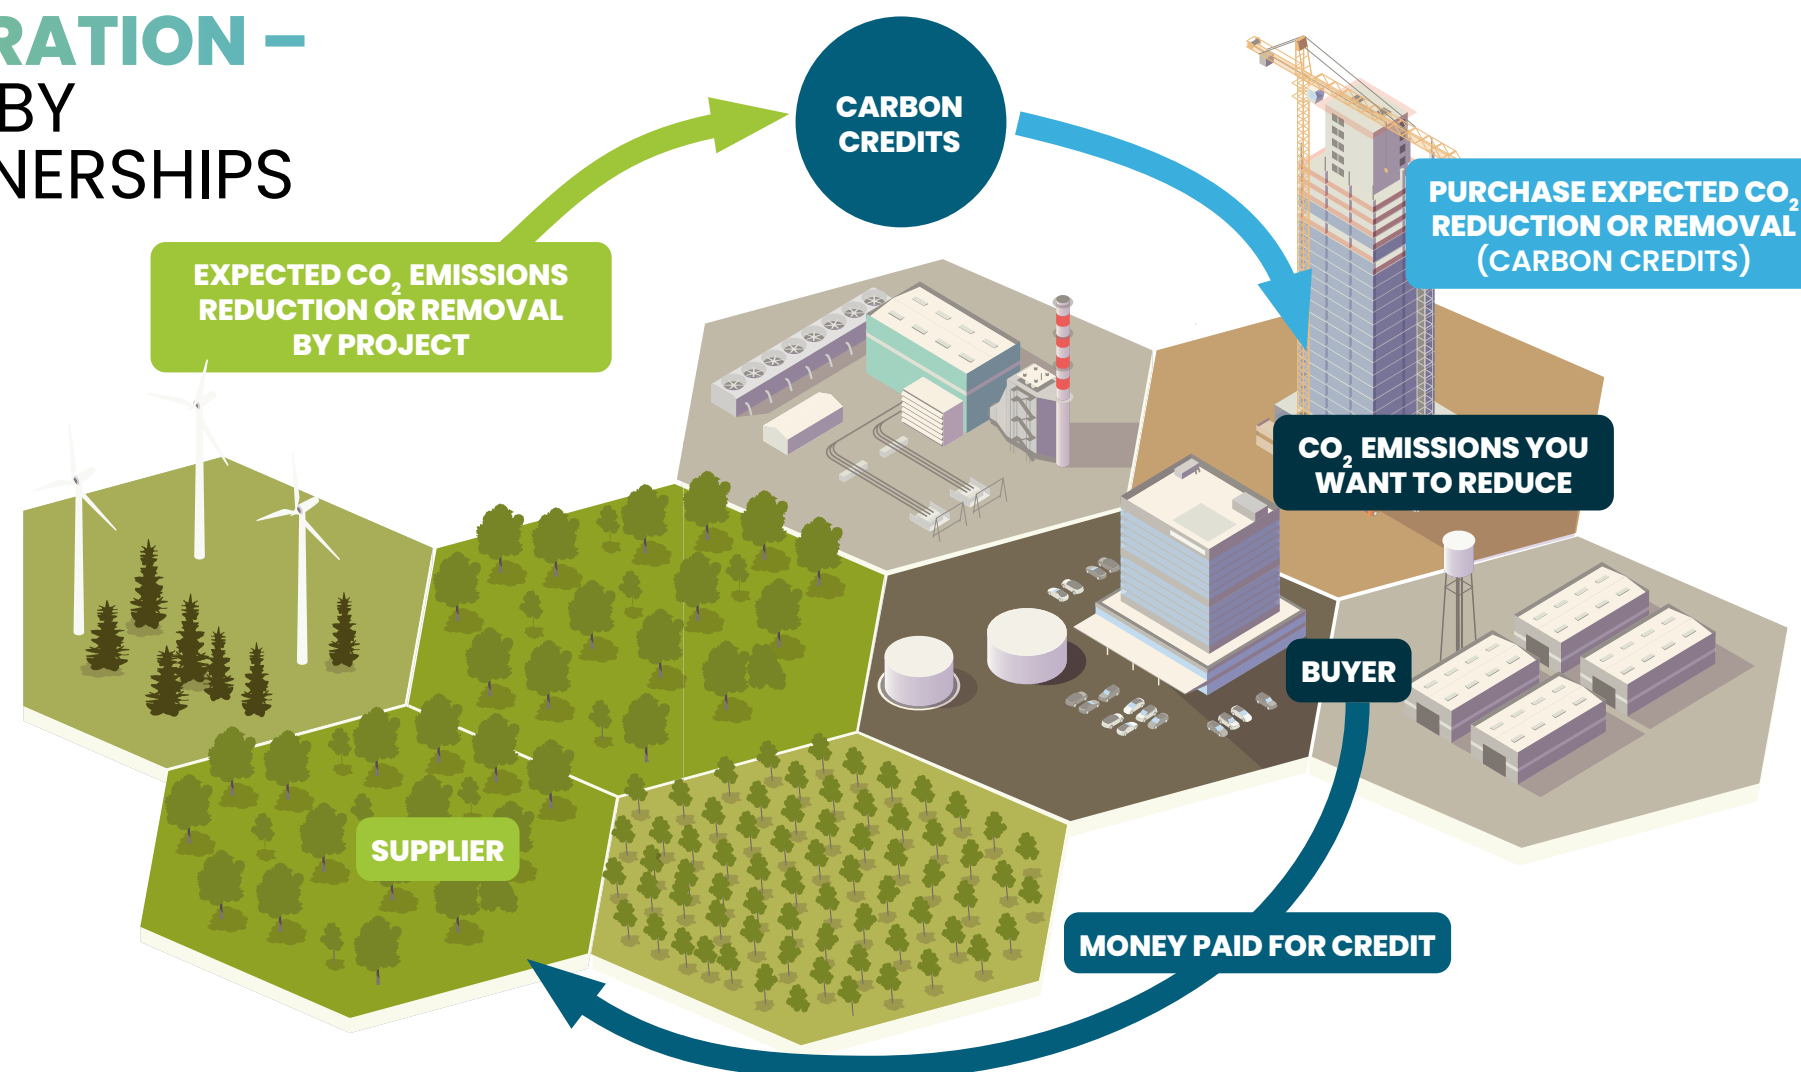 RATION –
BY
NERSHIPS
CARBON
CREDITS
PURCHASE EXPECTED CO₂
REDUCTION OR REMOVAL
(CARBON CREDITS)
EXPECTED CO₂ EMISSIONS
REDUCTION OR REMOVAL
BY PROJECT
CO₂ EMISSIONS YOU
WANT TO REDUCE
BUYER
SUPPLIER
MONEY PAID FOR CREDIT